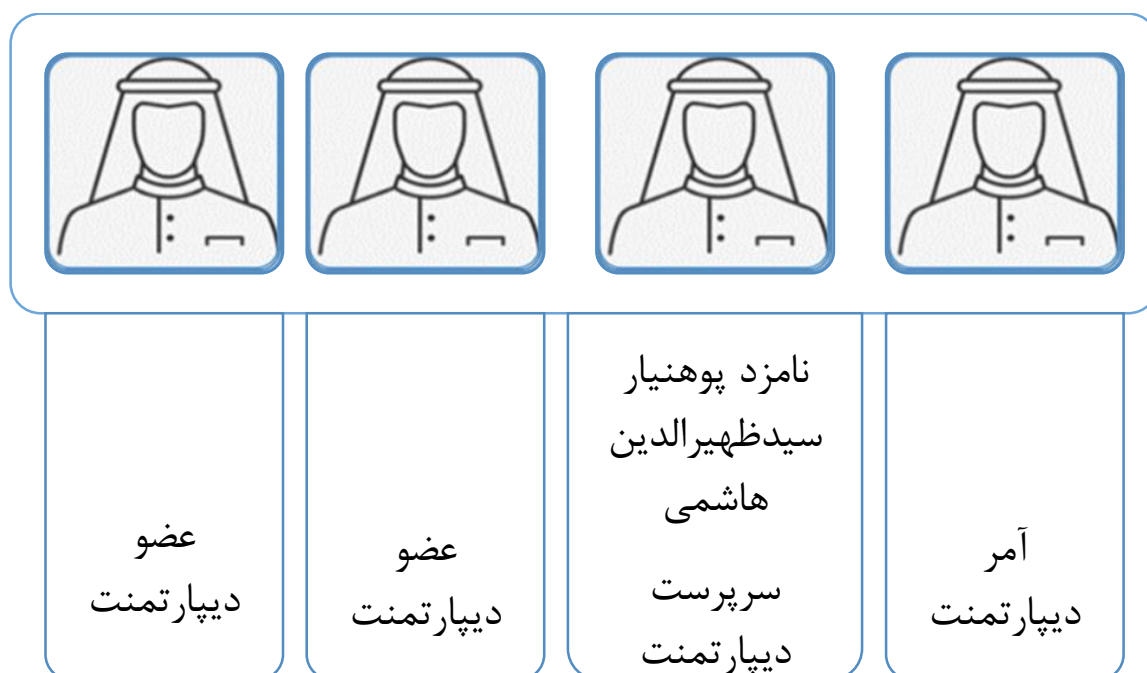 آمر
دیپارتمنت
نامزد پوهنیار
سیدظهیرالدین
هاشمی
سرپرست
دیپارتمنت
عضو
دیپارتمنت
عضو
دیپارتمنت